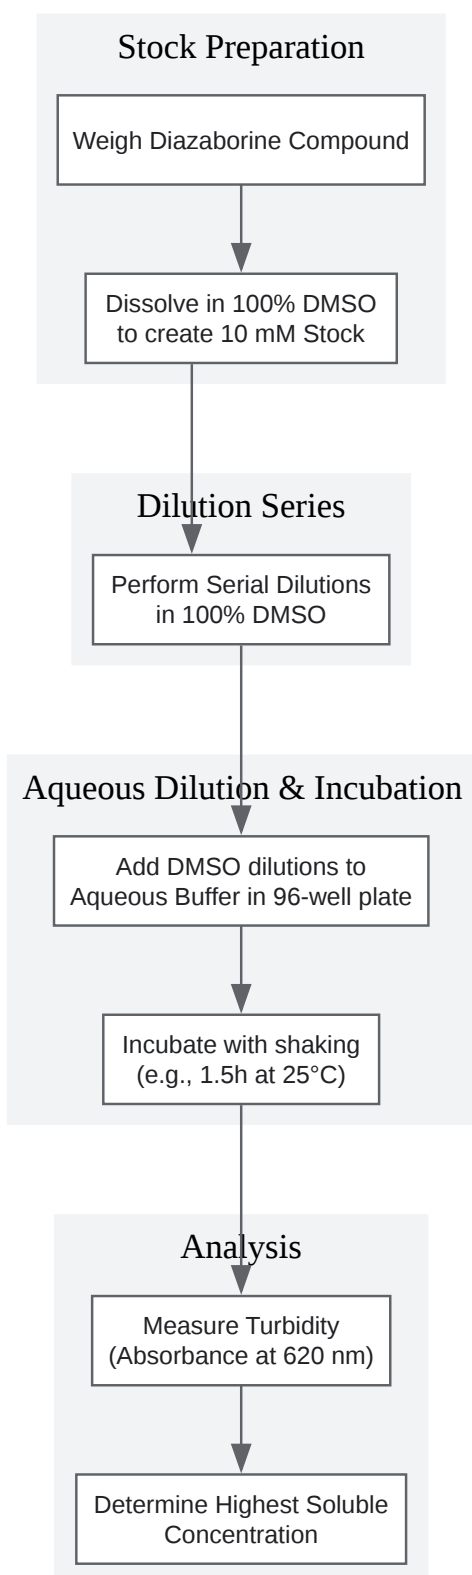 Stock Preparation
Weigh Diazaborine Compound
Dissolve in 100% DMSO
to create 10 mM Stock
Dilution Series
Perform Serial Dilutions
in 100% DMSO
Aqueous Dilution & Incubation
Add DMSO dilutions to
Aqueous Buffer in 96-well plate
Incubate with shaking
(e.g., 1.5h at 25°C)
Analysis
Measure Turbidity
(Absorbance at 620 nm)
Determine Highest Soluble
Concentration